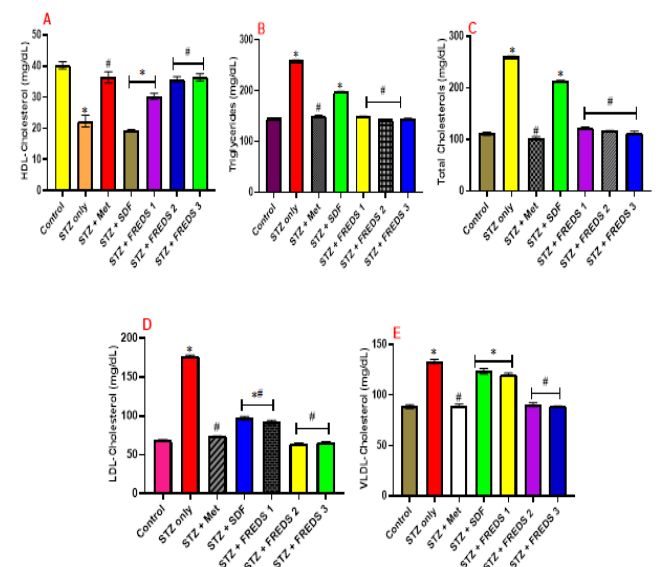 A
HDL-Cholesterol (mg/dL)
50
40
30
20
10
0
*
#
*
#
Control
STZ only
STZ + Met
STZ + SDF
STZ + FREDS 1
STZ + FREDS 2
STZ + FREDS 3
B
Triglycerides (mg/dL)
300
200
100
0
*
#
*
#
Control
STZ only
STZ + Met
STZ + SDF
STZ + FREDS 1
STZ + FREDS 2
STZ + FREDS 3
C
Total Cholesterols (mg/dL)
300
200
100
0
*
#
*
#
Control
STZ only
STZ + Met
STZ + SDF
STZ + FREDS 1
STZ + FREDS 2
STZ + FREDS 3
D
LDL-Cholesterol (mg/dL)
200
150
100
50
0
*
#
*#
#
Control
STZ only
STZ + Met
STZ + SDF
STZ + FREDS 1
STZ + FREDS 2
STZ + FREDS 3
E
VLDL-Cholesterol (mg/dL)
150
100
50
0
*
#
*
#
Control
STZ only
STZ + Met
STZ + SDF
STZ + FREDS 1
STZ + FREDS 2
STZ + FREDS 3